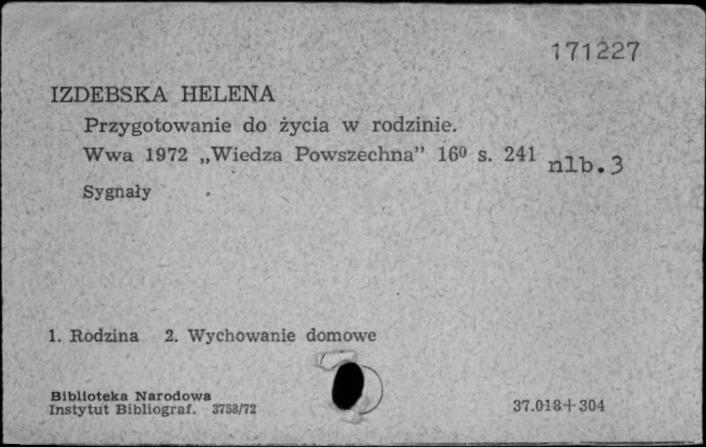 171227
IZDEBSKA HELENA
Przygotowanie do życia w rodzinie.
Wwa 1972 „Wiedza Powszechna” 16⁰ s. 241 nlb.3
Sygnały
1. Rodzina 2. Wychowanie domowe
Biblioteka Narodowa
Instytut Bibliograf. 3758/72
37.018+304